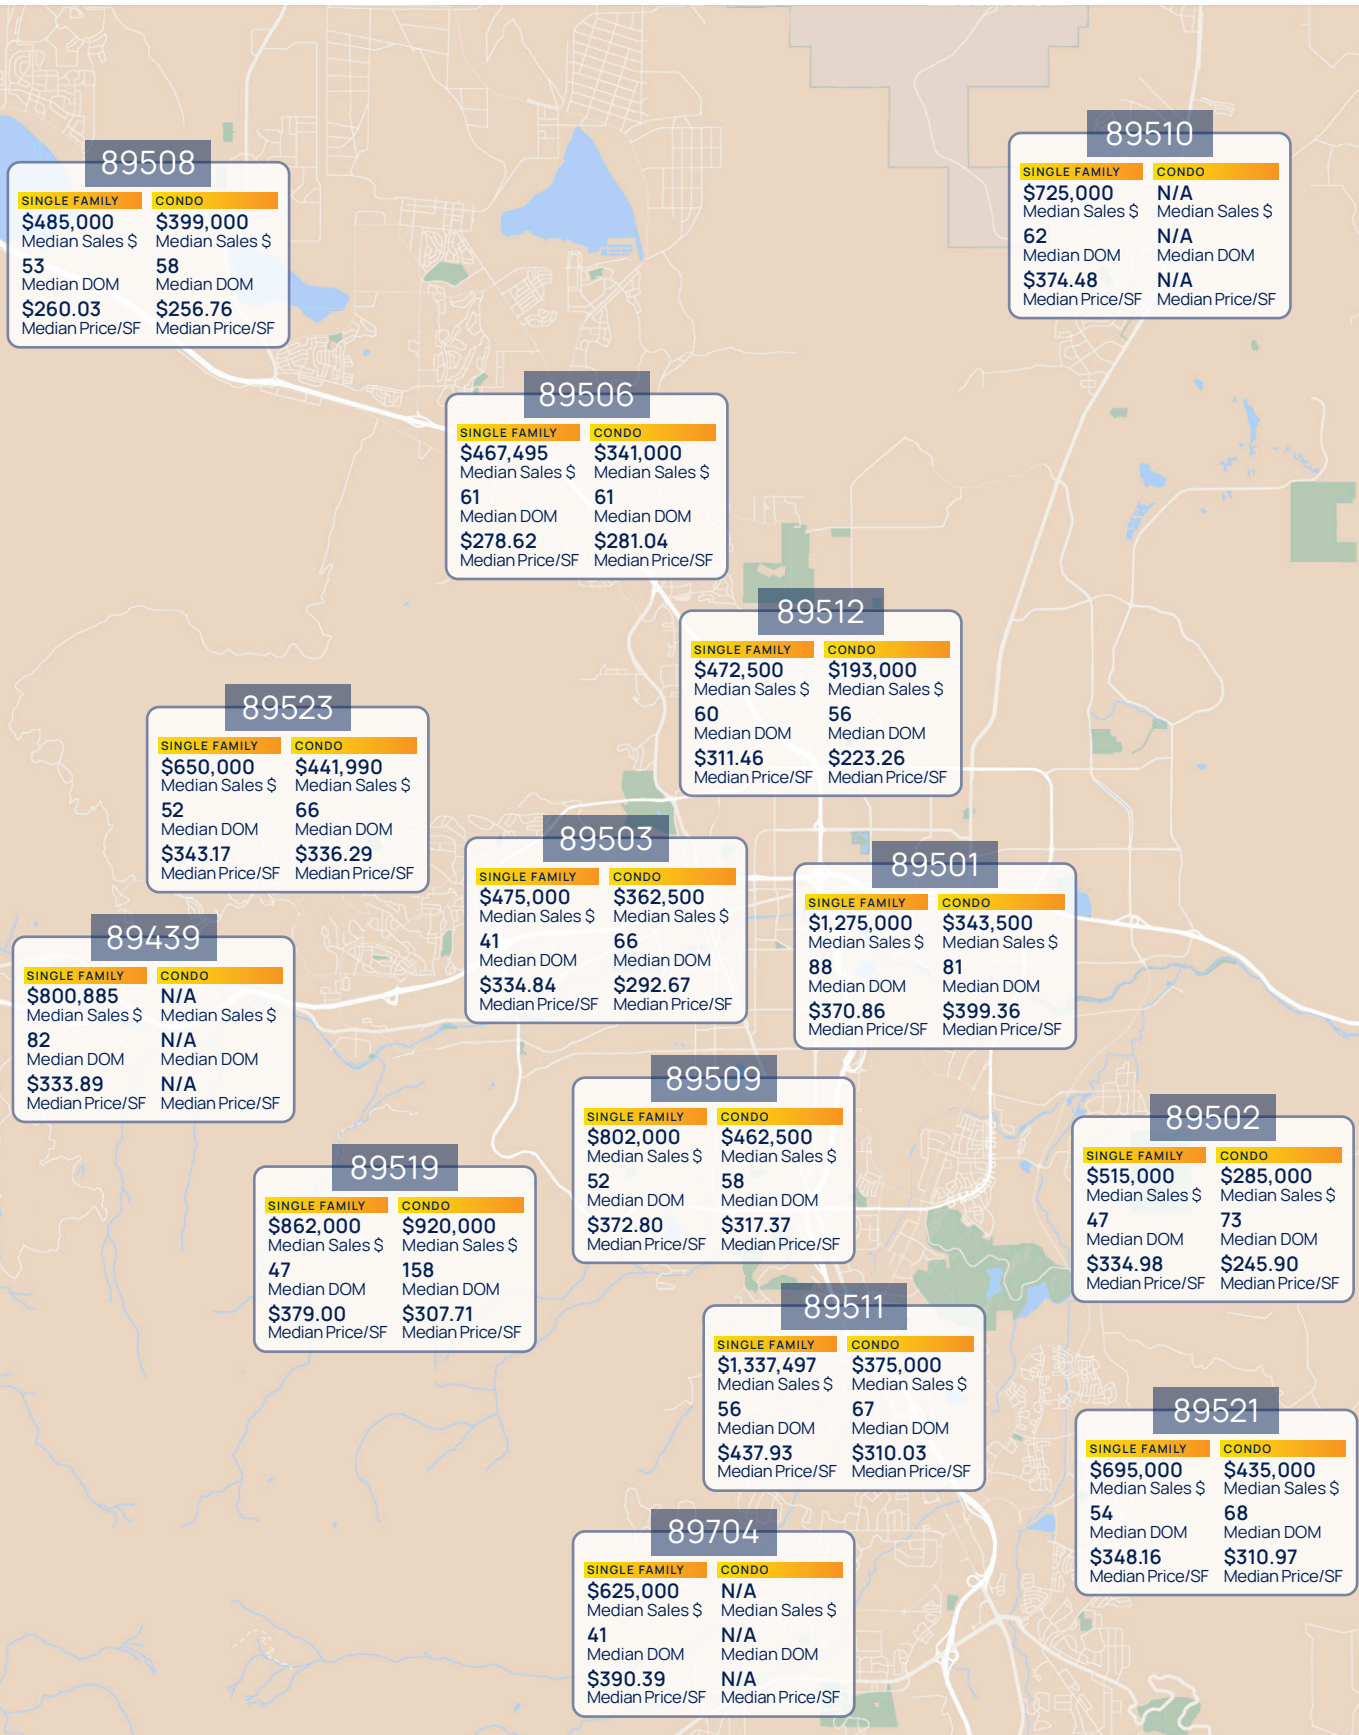 89508
SINGLE FAMILY CONDO
$485,000 $399,000
Median Sales $ Median Sales $
53 58
Median DOM Median DOM
$260.03 $256.76
Median Price/SF Median Price/SF
89510
SINGLE FAMILY CONDO
$725,000 N/A
Median Sales $ Median Sales $
62 N/A
Median DOM Median DOM
$374.48 N/A
Median Price/SF Median Price/SF
89506
SINGLE FAMILY CONDO
$467,495 $341,000
Median Sales $ Median Sales $
61 61
Median DOM Median DOM
$278.62 $281.04
Median Price/SF Median Price/SF
89512
SINGLE FAMILY CONDO
$472,500 $193,000
Median Sales $ Median Sales $
60 56
Median DOM Median DOM
$311.46 $223.26
Median Price/SF Median Price/SF
89523
SINGLE FAMILY CONDO
$650,000 $441,990
Median Sales $ Median Sales $
52 66
Median DOM Median DOM
$343.17 $336.29
Median Price/SF Median Price/SF
89503
SINGLE FAMILY CONDO
$475,000 $362,500
Median Sales $ Median Sales $
41 66
Median DOM Median DOM
$334.84 $292.67
Median Price/SF Median Price/SF
89501
SINGLE FAMILY CONDO
$1,275,000 $343,500
Median Sales $ Median Sales $
88 81
Median DOM Median DOM
$370.86 $399.36
Median Price/SF Median Price/SF
89439
SINGLE FAMILY CONDO
$800,885 N/A
Median Sales $ Median Sales $
82 N/A
Median DOM Median DOM
$333.89 N/A
Median Price/SF Median Price/SF
89509
SINGLE FAMILY CONDO
$802,000 $462,500
Median Sales $ Median Sales $
52 58
Median DOM Median DOM
$372.80 $317.37
Median Price/SF Median Price/SF
89502
SINGLE FAMILY CONDO
$515,000 $285,000
Median Sales $ Median Sales $
47 73
Median DOM Median DOM
$334.98 $245.90
Median Price/SF Median Price/SF
89519
SINGLE FAMILY CONDO
$862,000 $920,000
Median Sales $ Median Sales $
47 158
Median DOM Median DOM
$379.00 $307.71
Median Price/SF Median Price/SF
89511
SINGLE FAMILY CONDO
$1,337,497 $375,000
Median Sales $ Median Sales $
56 67
Median DOM Median DOM
$437.93 $310.03
Median Price/SF Median Price/SF
89521
SINGLE FAMILY CONDO
$695,000 $435,000
Median Sales $ Median Sales $
54 68
Median DOM Median DOM
$348.16 $310.97
Median Price/SF Median Price/SF
89704
SINGLE FAMILY CONDO
$625,000 N/A
Median Sales $ Median Sales $
41 N/A
Median DOM Median DOM
$390.39 N/A
Median Price/SF Median Price/SF